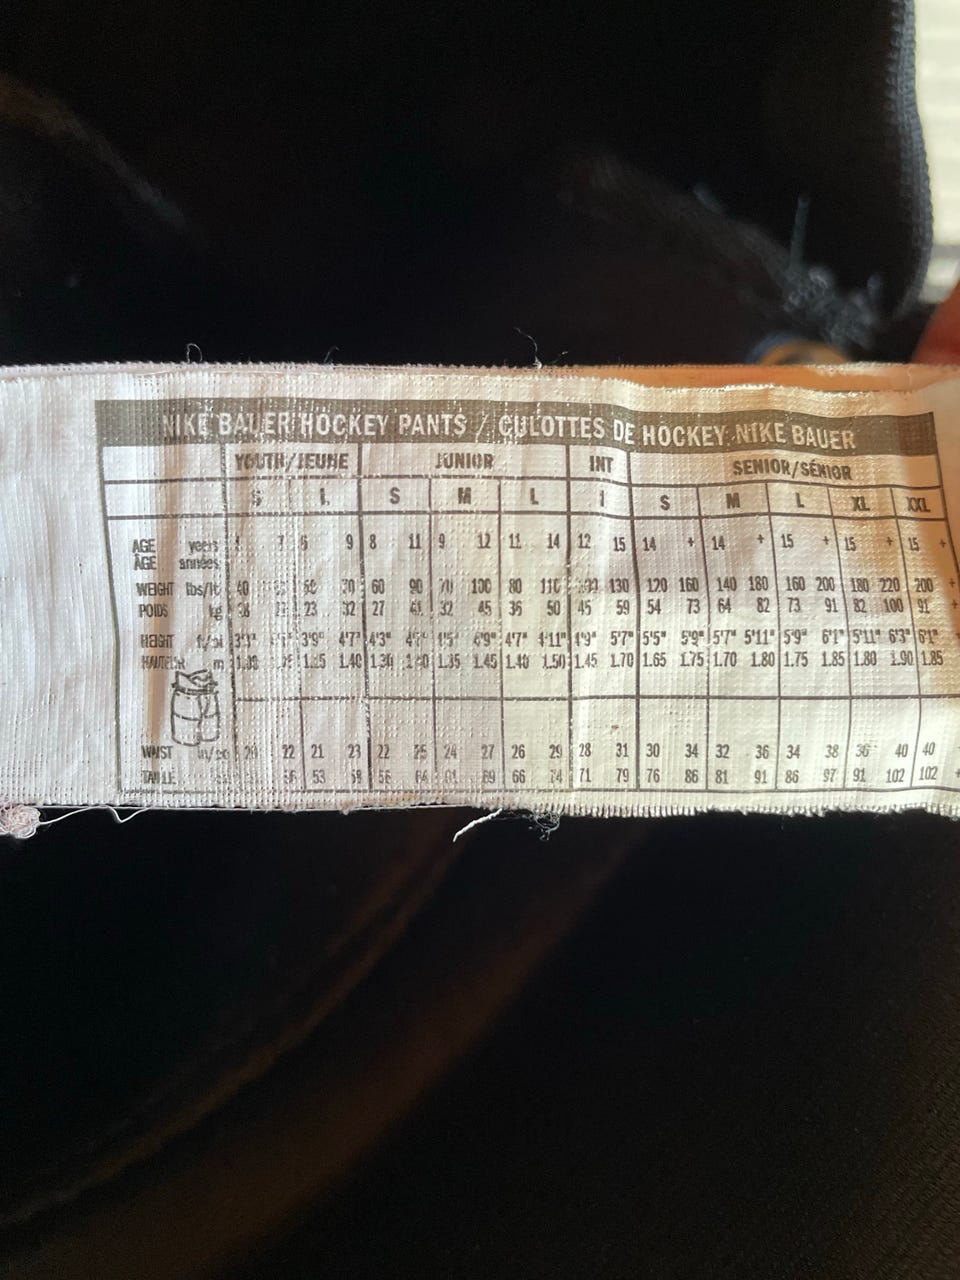 NIKE BAUER HOCKEY PANTS / CULOTTES DE HOCKEY NIKE BAUER
YOUTH/JEUNE JUNIOR INT SENIOR/SÉNIOR
S L S M L I S M L XL XXL
AGE years 7 6 9 8 11 9 12 11 14 12 15 14 + 14 + 15 + 15 + 15 +
AGE années
WEIGHT lbs/lb 40 70 60 90 70 100 80 110 130 120 160 140 180 160 200 180 220 200 +
POIDS kg 23 32 27 41 32 45 36 50 45 59 54 73 64 82 73 91 82 100 91 +
HEIGHT 3'3" 3'9" 4'7" 4'3" 4'5" 4'9" 4'7" 4'11" 4'9" 5'7" 5'5" 5'9" 5'7" 5'11" 5'9" 6'1" 5'11" 6'3" 6'1"
HAUTEUR m 1.15 1.40 1.30 1.35 1.45 1.40 1.50 1.45 1.70 1.65 1.75 1.70 1.80 1.75 1.85 1.80 1.90 1.85
WAIST 20 22 21 23 22 25 24 27 26 29 28 31 30 34 32 36 34 38 36 40 40
TAILLE 56 53 58 56 64 61 69 66 74 71 79 76 86 81 91 86 97 91 102 102 +